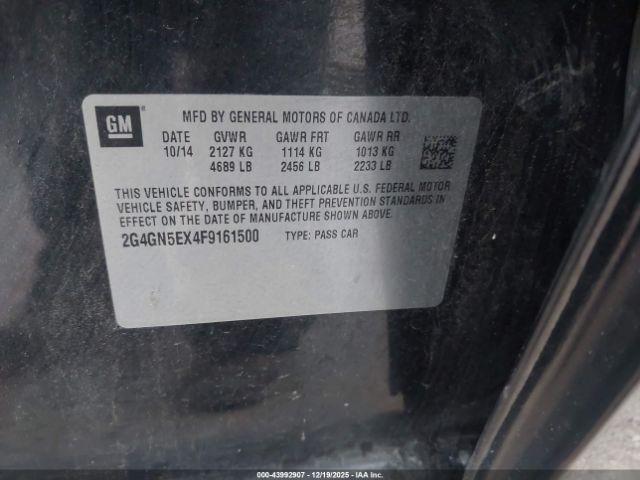 GM
MFD BY GENERAL MOTORS OF CANADA LTD.
DATE GVWR GAWR FRT GAWR RR
10/14 2127 KG 1114 KG 1013 KG
4689 LB 2456 LB 2233 LB
THIS VEHICLE CONFORMS TO ALL APPLICABLE U.S. FEDERAL MOTOR
VEHICLE SAFETY, BUMPER, AND THEFT PREVENTION STANDARDS IN
EFFECT ON THE DATE OF MANUFACTURE SHOWN ABOVE.
2G4GN5EX4F9161500 TYPE: PASS CAR
000-43992907 - 12/19/2025 - IAAI, Inc.